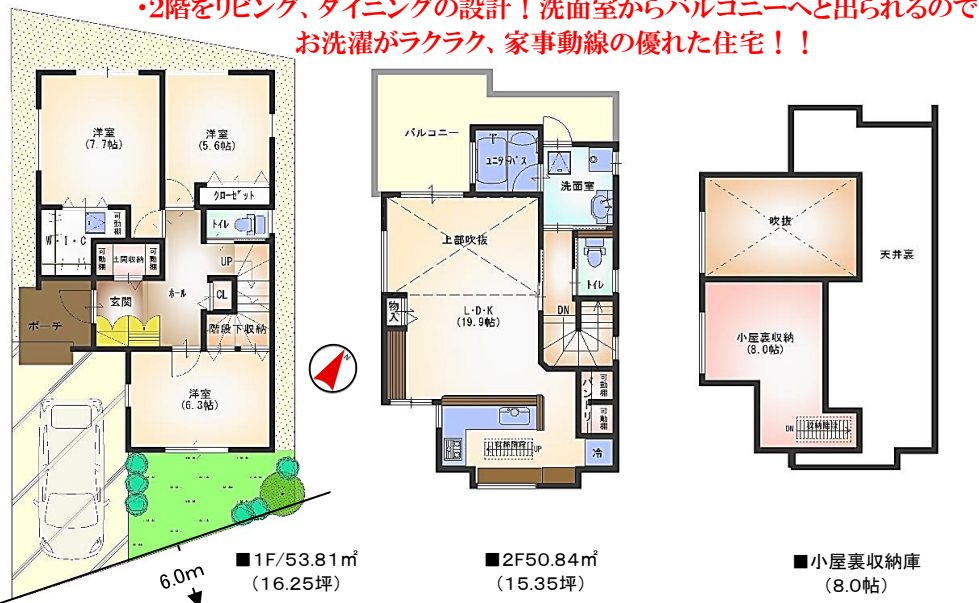 ・2階をリビング、ダイニングの設計！洗面室からバルコニーへと出られるので
お洗濯がラクラク、家事動線の優れた住宅！！
洋室
(7.7帖)
洋室
(5.6帖)
クローゼット
W・I・C
可動棚
トイレ
可動棚
土間収納
可動棚
UP
玄関
ホール
CL
ポーチ
階段下収納
洋室
(6.3帖)
6.0m
■1F/53.81㎡
(16.25坪)
バルコニー
ユニットバス
洗面室
上部吹抜
トイレ
物入
L・D・K
(19.9帖)
DN
パントリー
可動棚
可動棚
収納階段
UP
冷
■2F50.84㎡
(15.35坪)
吹抜
天井裏
小屋裏収納
(8.0帖)
DN
収納階段
■小屋裏収納庫
(8.0帖)
N